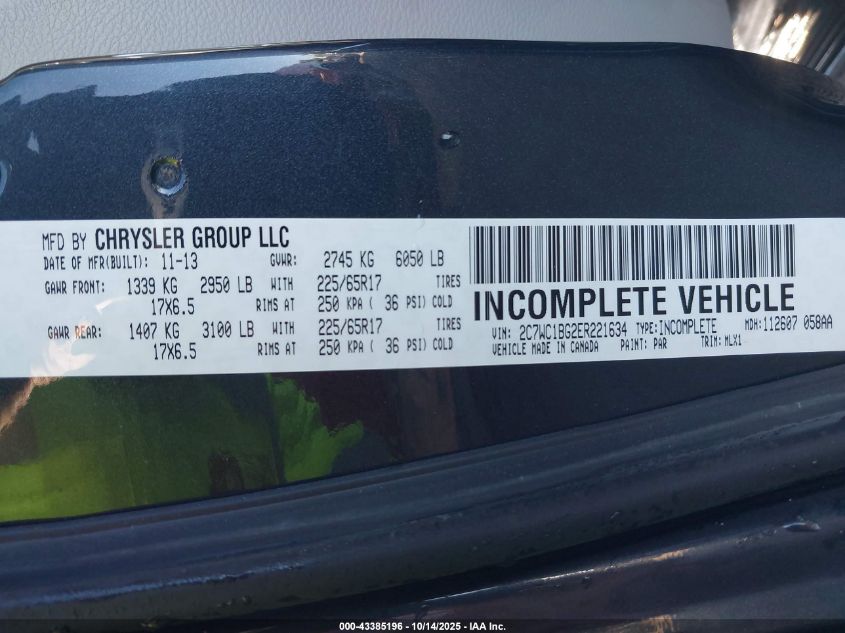 MFD BY CHRYSLER GROUP LLC
DATE OF MFR(BUILT): 11-13 GVWR: 2745 KG 6050 LB
GAWR FRONT: 1339 KG 2950 LB WITH 225/65R17 TIRES
17X6.5 RIMS AT 250 KPA ( 36 PSI) COLD
GAWR REAR: 1407 KG 3100 LB WITH 225/65R17 TIRES
17X6.5 RIMS AT 250 KPA ( 36 PSI) COLD
INCOMPLETE VEHICLE
VIN: 2C7WC1BG2ER221634 TYPE: INCOMPLETE MDH: 112607 058AA
VEHICLE MADE IN CANADA PAINT: PAR TRIM: MLX1
000-43385196 - 10/14/2025 - IAA Inc.